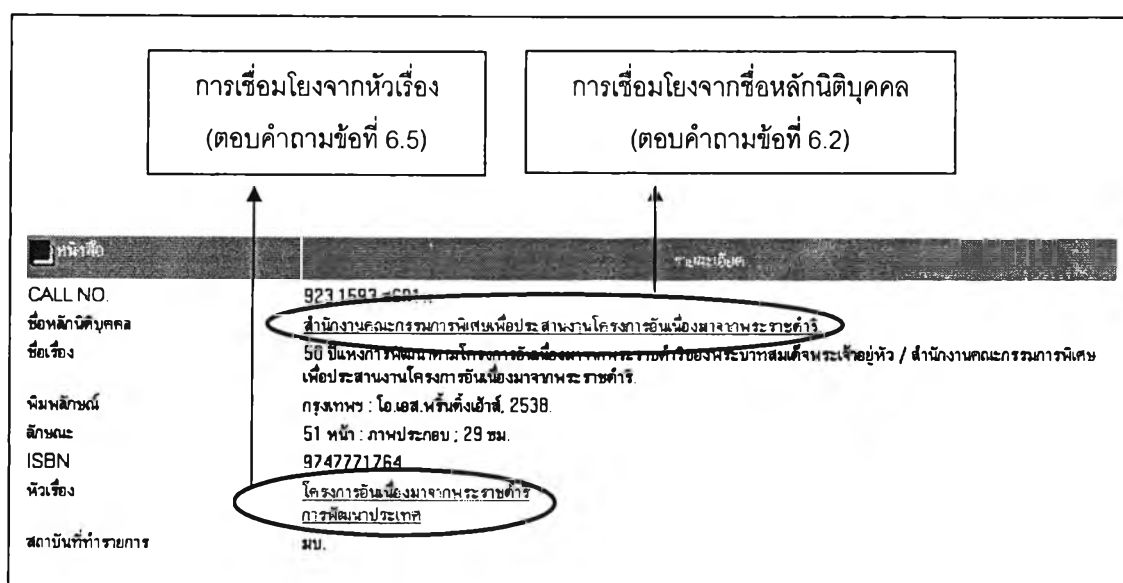 การเชื่อมโยงจากหัวเรื่อง
(ตอบคำถามข้อที่ 6.5)
การเชื่อมโยงจากชื่อหลักนิติบุคคล
(ตอบคำถามข้อที่ 6.2)
หนังสือ
รายละเอียด
CALL NO.
923.1593
ชื่อหลักนิติบุคคล
สำนักงานคณะกรรมการพิเศษเพื่อประสานงานโครงการอันเนื่องมาจากพระราชดำริ
ชื่อเรื่อง
50 ปีแห่งการพัฒนาตามโครงการอันเนื่องมาจากพระราชดำริของพระบาทสมเด็จพระเจ้าอยู่หัว / สำนักงานคณะกรรมการพิเศษ
เพื่อประสานงานโครงการอันเนื่องมาจากพระราชดำริ.
พิมพลักษณ์
กรุงเทพฯ : โอ.เอส.พริ้นติ้งเฮ้าส์, 2538.
ลักษณะ
51 หน้า : ภาพประกอบ ; 29 ซม.
ISBN
9747771764
หัวเรื่อง
โครงการอันเนื่องมาจากพระราชดำริ
การพัฒนาประเทศ
สถาบันที่ทำรายการ
มบ.